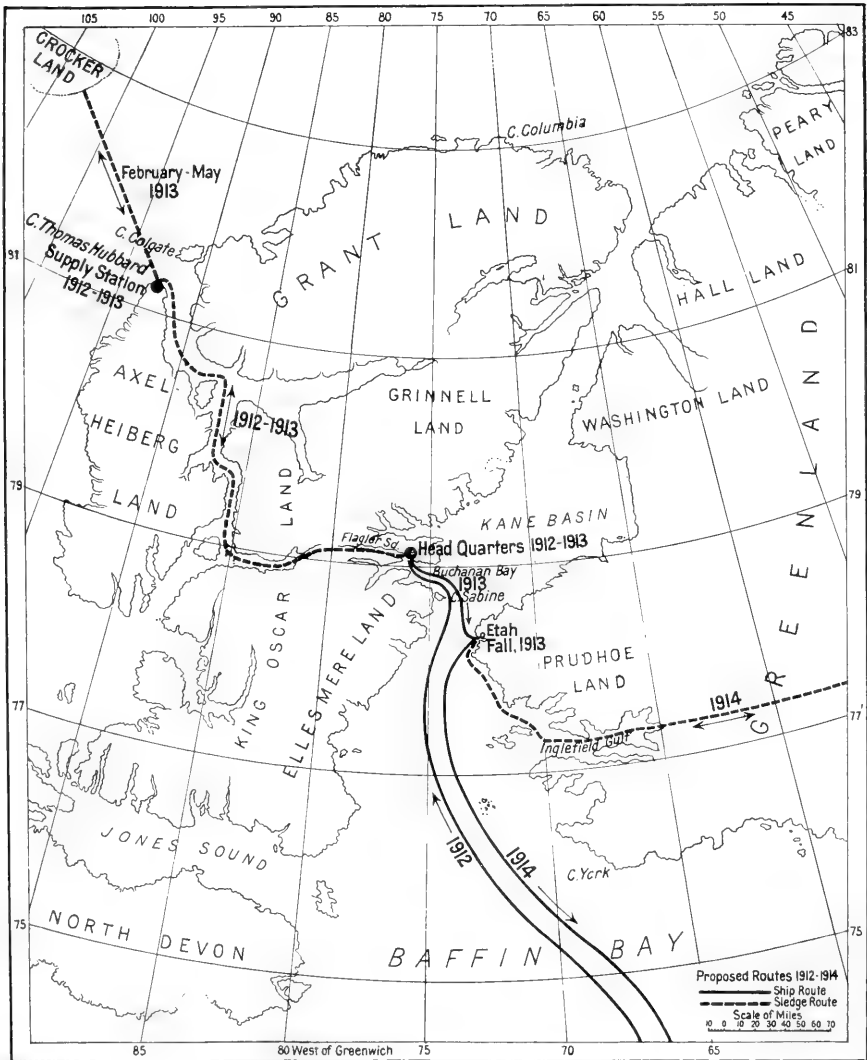 105 100 95 90 85 80 75 70 65 60 55 50 45
83
CROCKER
LAND
PEARY
LAND
C. Columbia
February-May
1913
GRANT LAND
C. Colgate
C. Thomas Hubbard
Supply Station
1912-1913
81
81
HALL LAND
AXEL
HEIBERG
LAND
1912-1913
GRINNELL
LAND
WASHINGTON LAND
GREENLAND
79
79
KANE BASIN
Flagler Sd.
Head Quarters 1912-1913
Buchanan Bay
1913
C. Sabine
Etah
Fall, 1913
KING OSCAR LAND
ELLESMERE LAND
PRUDHOE
LAND
1914
77
77
Inglefield Gulf
1912
1914
JONES SOUND
C. York
75
75
NORTH DEVON
BAFFIN BAY
Proposed Routes 1912-1914
Ship Route
Sledge Route
Scale of Miles
10 0 10 20 30 40 50 60 70
85 80 West of Greenwich 75 70 65